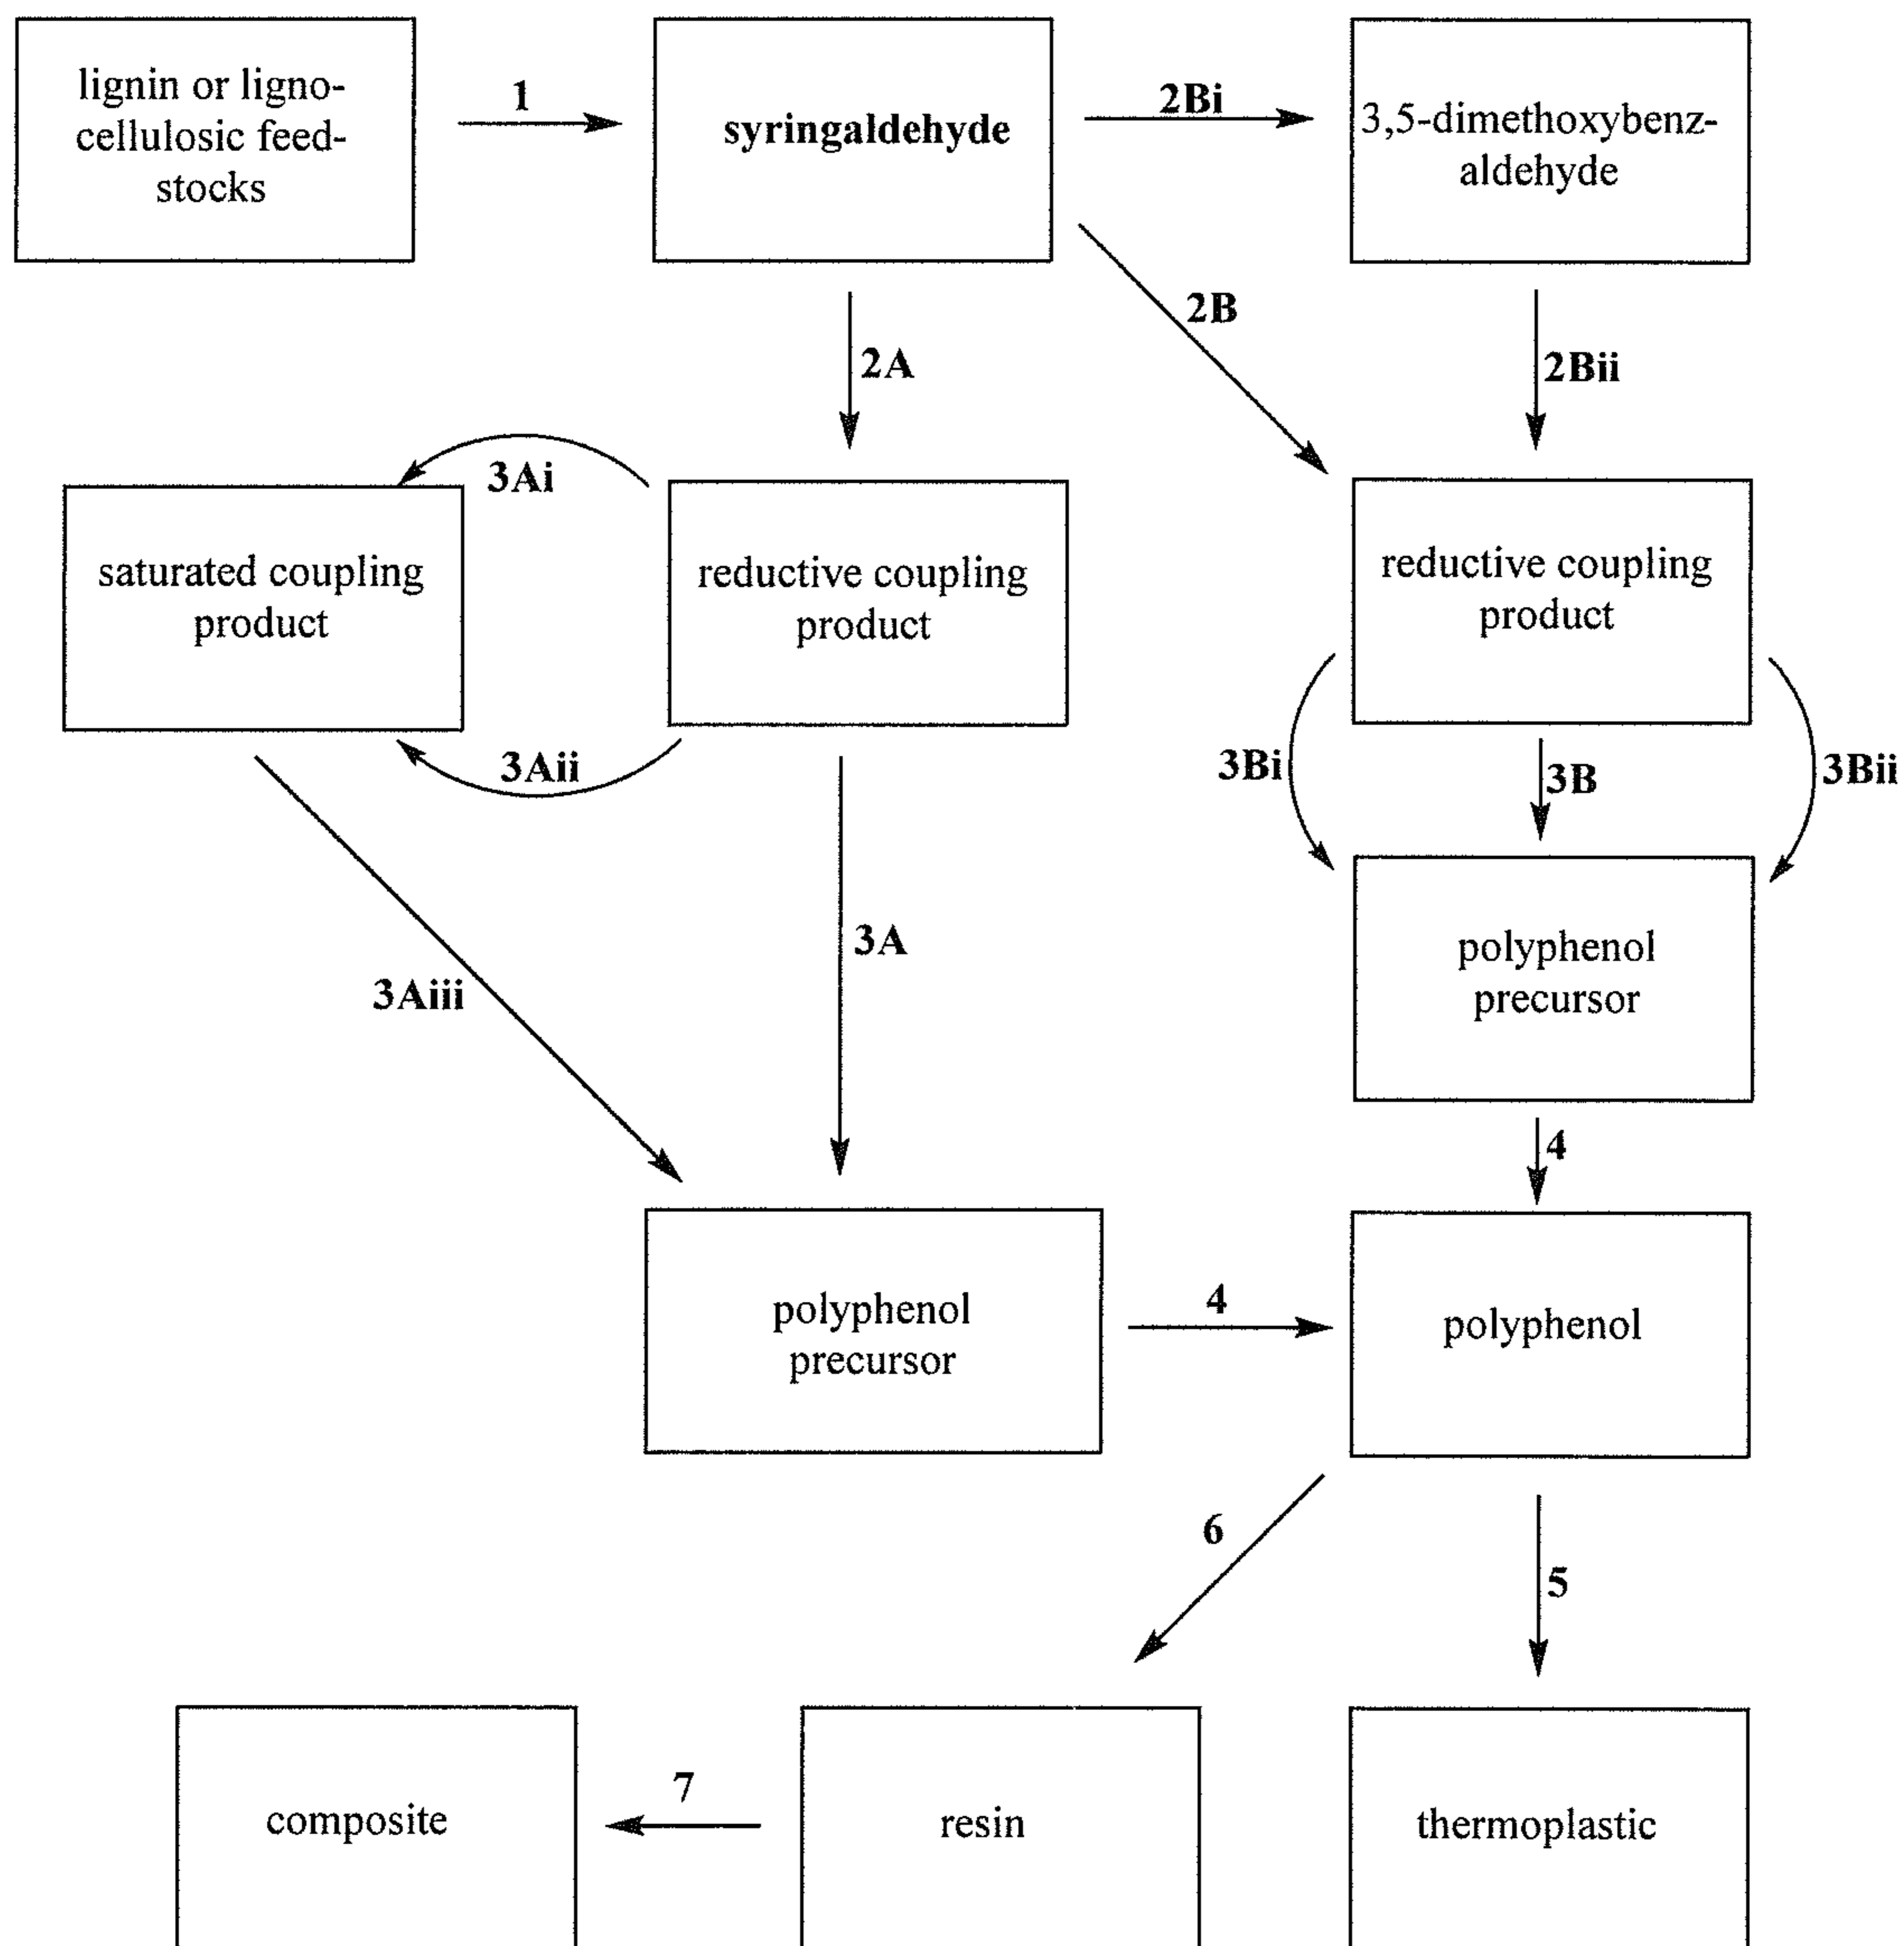 lignin or ligno-
cellulosic feed-
stocks
1
syringaldehyde
2Bi
3,5-dimethoxybenz-
aldehyde
2A
2B
2Bii
saturated coupling
product
3Ai
reductive coupling
product
reductive coupling
product
3Aii
3Bi
3B
3Bii
3Aiii
3A
polyphenol
precursor
4
polyphenol
precursor
4
polyphenol
6
5
composite
7
resin
thermoplastic